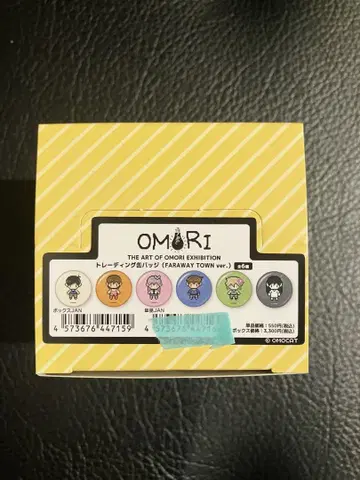 OMORI
THE ART OF OMORI EXHIBITION
トレーディング缶バッジ（FARAWAY TOWN ver.） 全6種
ボックスJAN
単品JAN
4 573676 447159
単品価格：550円(税込)
ボックス価格：3,300円(税込)
© OMOCAT